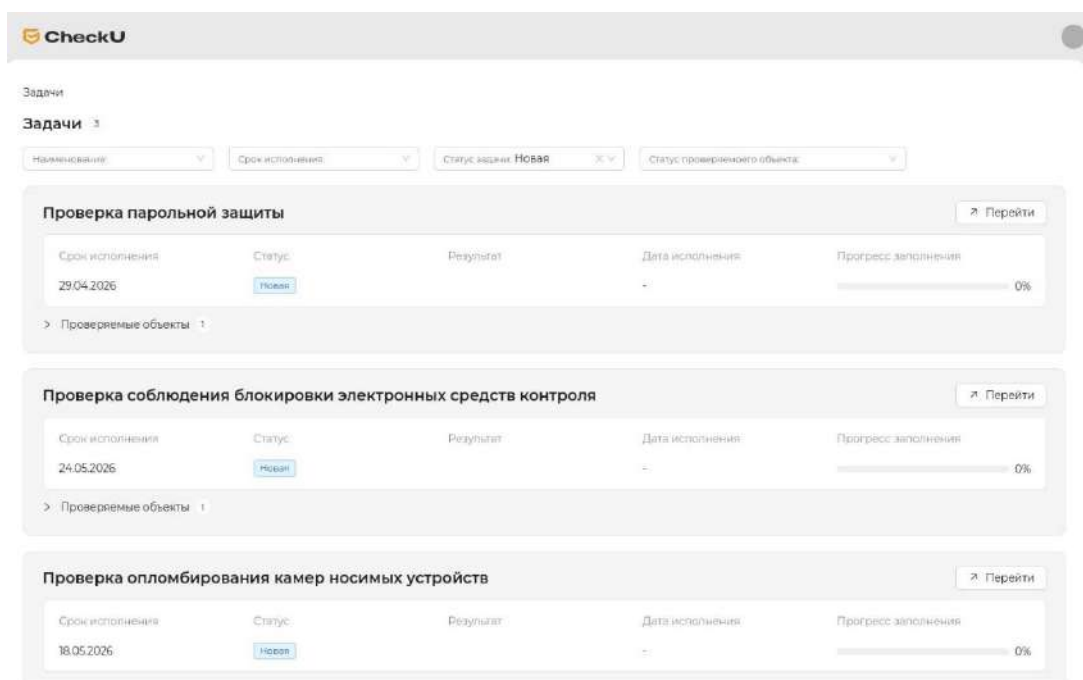 CheckU
Задачи
Задачи 3
Наименование: Срок исполнения: Статус задачи: Новая Статус проверяемого объекта:
Проверка парольной защиты Перейти
Срок исполнения Статус Результат Дата исполнения Прогресс заполнения
29.04.2026 Новая - 0%
Проверяемые объекты 1
Проверка соблюдения блокировки электронных средств контроля Перейти
Срок исполнения Статус Результат Дата исполнения Прогресс заполнения
24.05.2026 Новая - 0%
Проверяемые объекты 1
Проверка опломбирования камер носимых устройств Перейти
Срок исполнения Статус Результат Дата исполнения Прогресс заполнения
18.05.2026 Новая - 0%